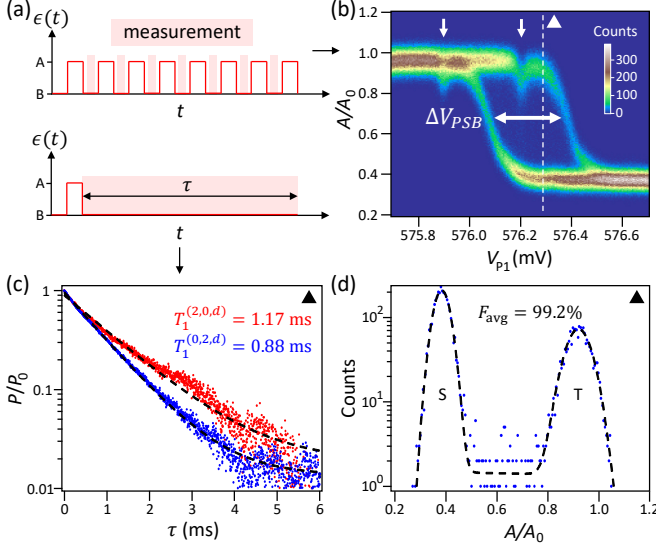 (a)
ϵ(t)
measurement
A
B
t
ϵ(t)
A
B
τ
t
(b)
Counts
300
200
100
0
ΔV_PSB
A/A₀
1.2
1.0
0.8
0.6
0.4
0.2
575.8
576.0
576.2
576.4
576.6
V_P1 (mV)
(c)
T₁^(2,0,d) = 1.17 ms
T₁^(0,2,d) = 0.88 ms
P/P₀
1
0.1
0.01
0
1
2
3
4
5
6
τ (ms)
(d)
F_avg = 99.2%
S
T
Counts
10²
10¹
10⁰
0.2
0.4
0.6
0.8
1.0
1.2
A/A₀